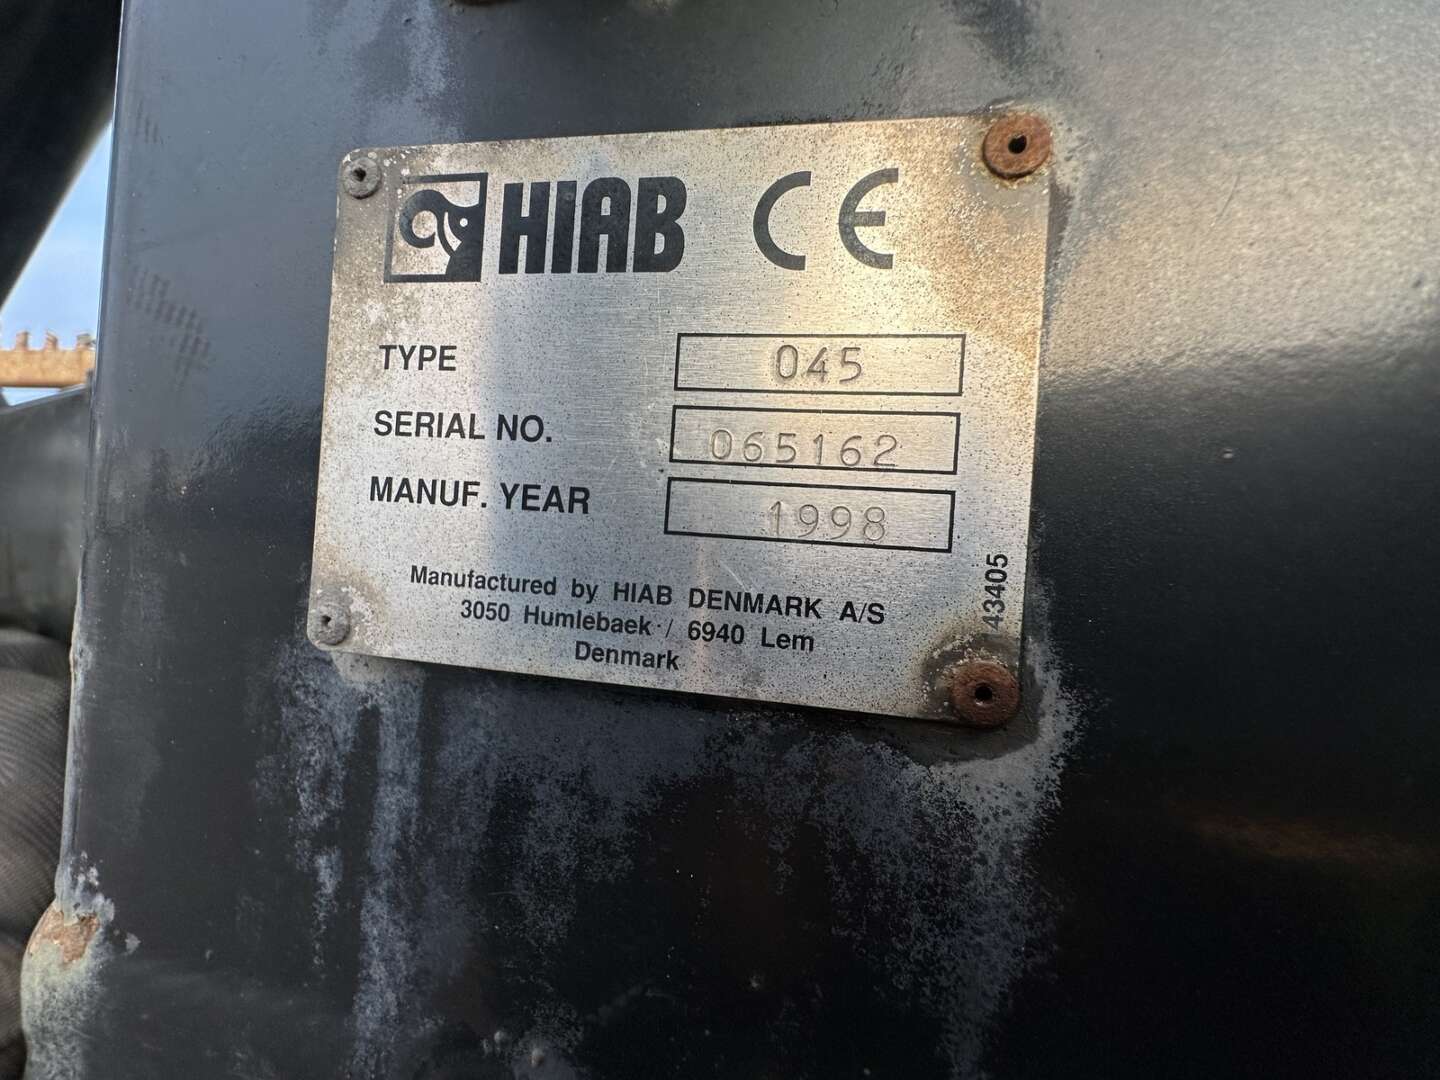 HIAB CE
TYPE 045
SERIAL NO. 065162
MANUF. YEAR 1998
Manufactured by HIAB DENMARK A/S
3050 Humlebaek / 6940 Lem
Denmark
43405